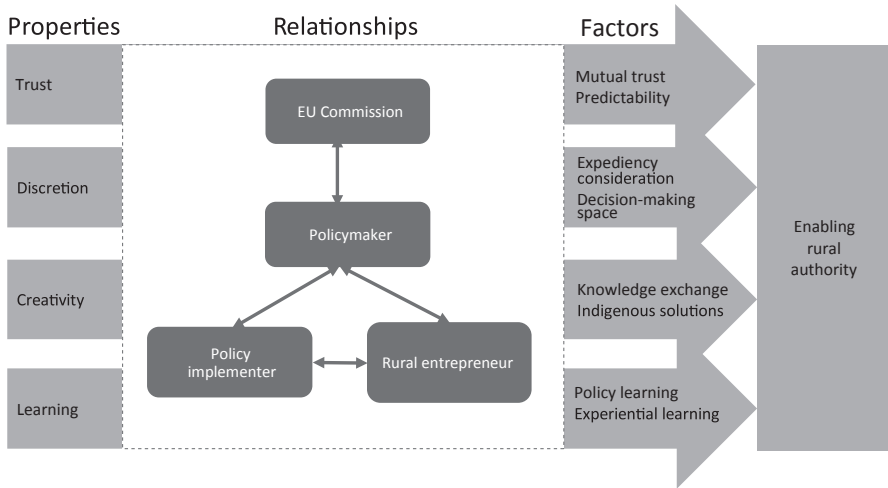 Properties
Relationships
Factors
Trust
EU Commission
Mutual trust
Predictability
Discretion
Policymaker
Expediency
consideration
Decision-making
space
Enabling
rural
authority
Creativity
Knowledge exchange
Indigenous solutions
Policy
implementer
Rural entrepreneur
Learning
Policy learning
Experiential learning